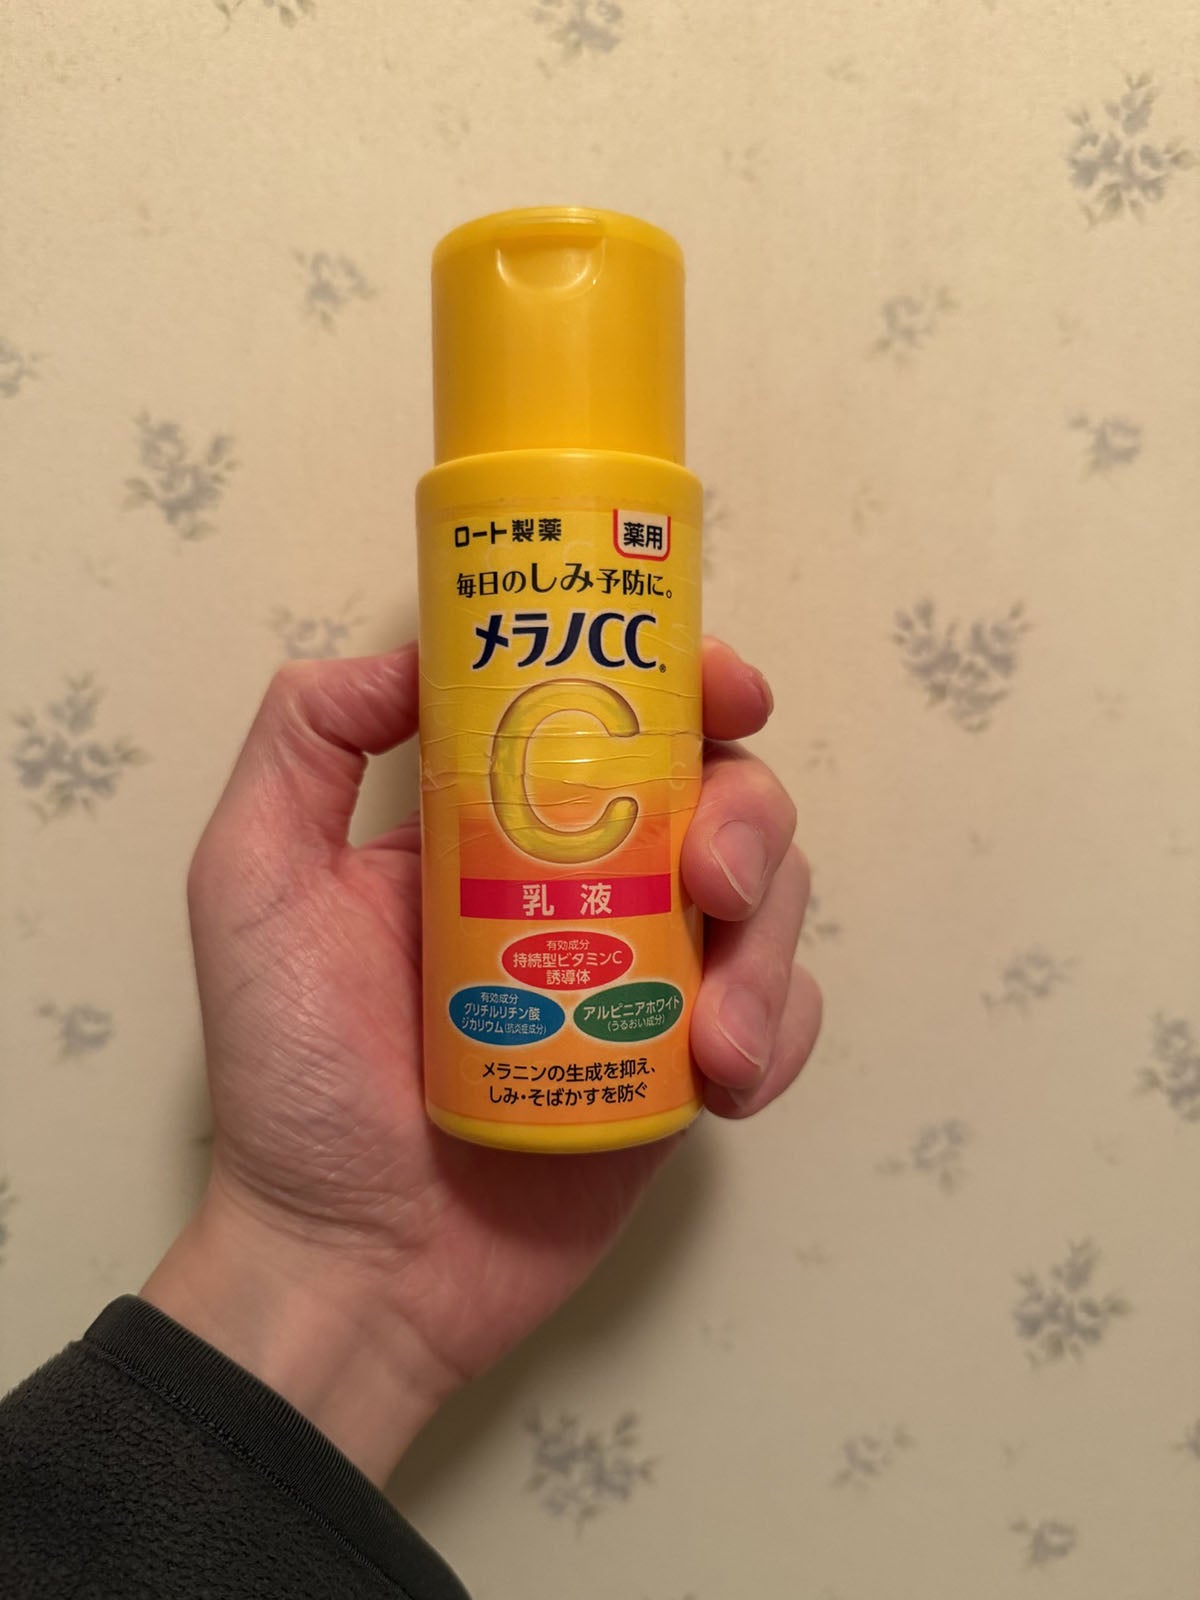 ロート製薬
薬用
毎日のしみ予防に。
メラノCC®
C
乳液
有効成分
持続型ビタミンC
誘導体
有効成分
グリチルリチン酸
ジカリウム(抗炎症成分)
アルピニアホワイト
(うるおい成分)
メラニンの生成を抑え、
しみ・そばかすを防ぐ